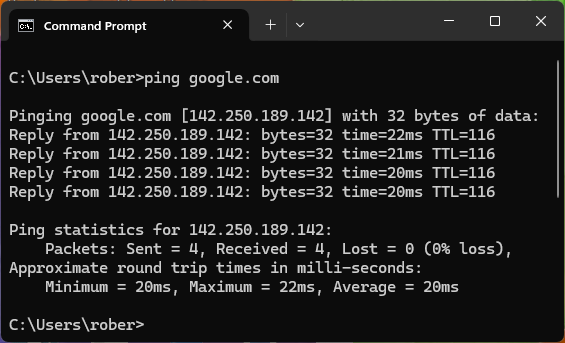 Command Prompt
C:\Users\rober>ping google.com
Pinging google.com [142.250.189.142] with 32 bytes of data:
Reply from 142.250.189.142: bytes=32 time=22ms TTL=116
Reply from 142.250.189.142: bytes=32 time=21ms TTL=116
Reply from 142.250.189.142: bytes=32 time=20ms TTL=116
Reply from 142.250.189.142: bytes=32 time=20ms TTL=116
Ping statistics for 142.250.189.142:
    Packets: Sent = 4, Received = 4, Lost = 0 (0% loss),
Approximate round trip times in milli-seconds:
    Minimum = 20ms, Maximum = 22ms, Average = 20ms
C:\Users\rober>